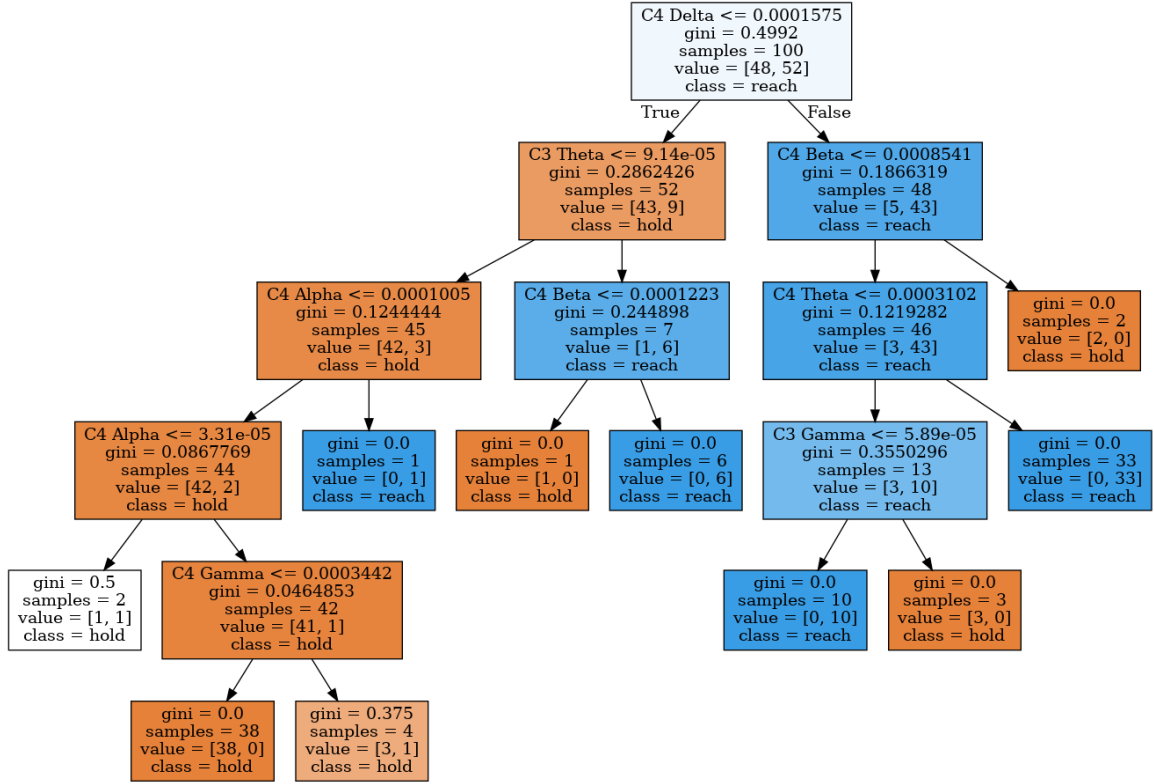 C4 Delta <= 0.0001575
gini = 0.4992
samples = 100
value = [48, 52]
class = reach
True
False
C3 Theta <= 9.14e-05
gini = 0.2862426
samples = 52
value = [43, 9]
class = hold
C4 Beta <= 0.0008541
gini = 0.1866319
samples = 48
value = [5, 43]
class = reach
C4 Alpha <= 0.0001005
gini = 0.1244444
samples = 45
value = [42, 3]
class = hold
C4 Beta <= 0.0001223
gini = 0.244898
samples = 7
value = [1, 6]
class = reach
C4 Theta <= 0.0003102
gini = 0.1219282
samples = 46
value = [3, 43]
class = reach
gini = 0.0
samples = 2
value = [2, 0]
class = hold
C4 Alpha <= 3.31e-05
gini = 0.0867769
samples = 44
value = [42, 2]
class = hold
gini = 0.0
samples = 1
value = [0, 1]
class = reach
gini = 0.0
samples = 1
value = [1, 0]
class = hold
gini = 0.0
samples = 6
value = [0, 6]
class = reach
C3 Gamma <= 5.89e-05
gini = 0.3550296
samples = 13
value = [3, 10]
class = reach
gini = 0.0
samples = 33
value = [0, 33]
class = reach
gini = 0.5
samples = 2
value = [1, 1]
class = hold
C4 Gamma <= 0.0003442
gini = 0.0464853
samples = 42
value = [41, 1]
class = hold
gini = 0.0
samples = 10
value = [0, 10]
class = reach
gini = 0.0
samples = 3
value = [3, 0]
class = hold
gini = 0.0
samples = 38
value = [38, 0]
class = hold
gini = 0.375
samples = 4
value = [3, 1]
class = hold